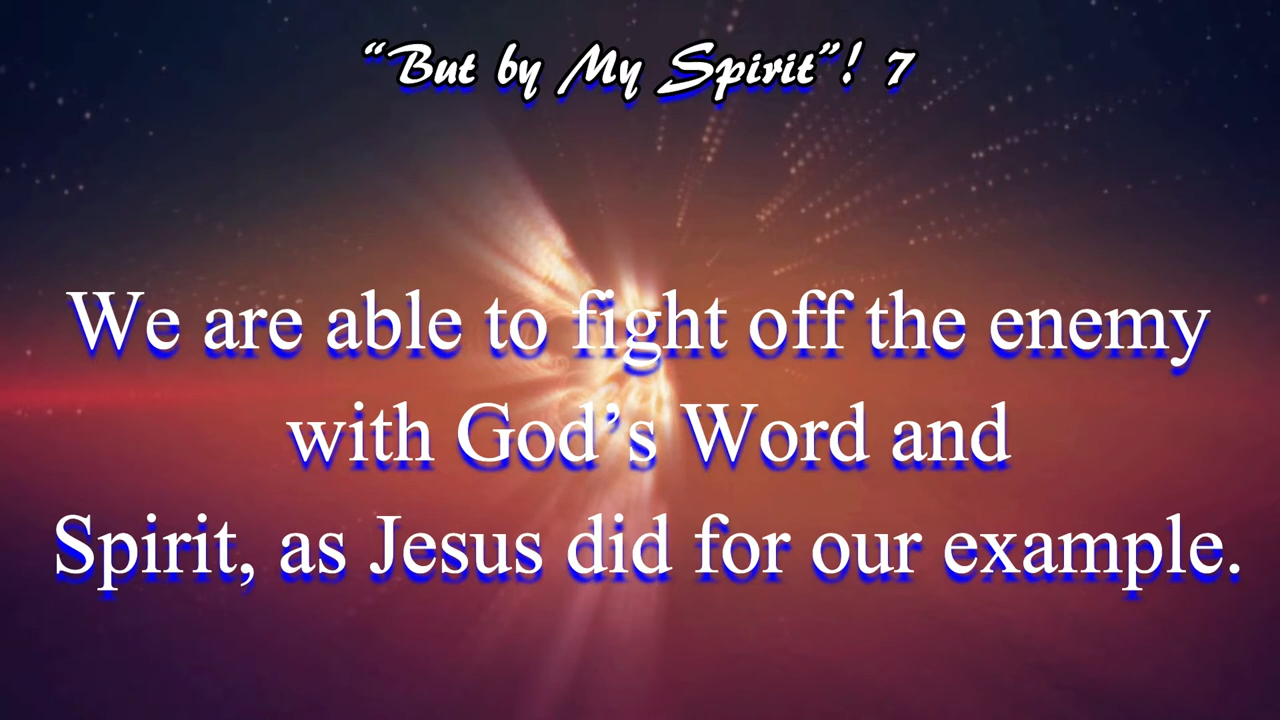 “But by My Spirit”! 7
We are able to fight off the enemy
with God’s Word and
Spirit, as Jesus did for our example.